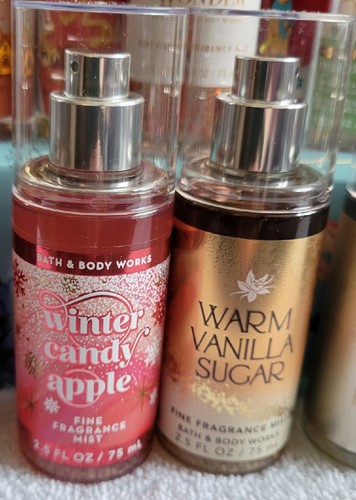 WONDER
BATH & BODY WORKS
winter
candy
apple
FINE
FRAGRANCE
MIST
2.5 FL OZ / 75 mL
WARM
VANILLA
SUGAR
FINE FRAGRANCE MIST
BATH & BODY WORKS
2.5 FL OZ / 75 mL